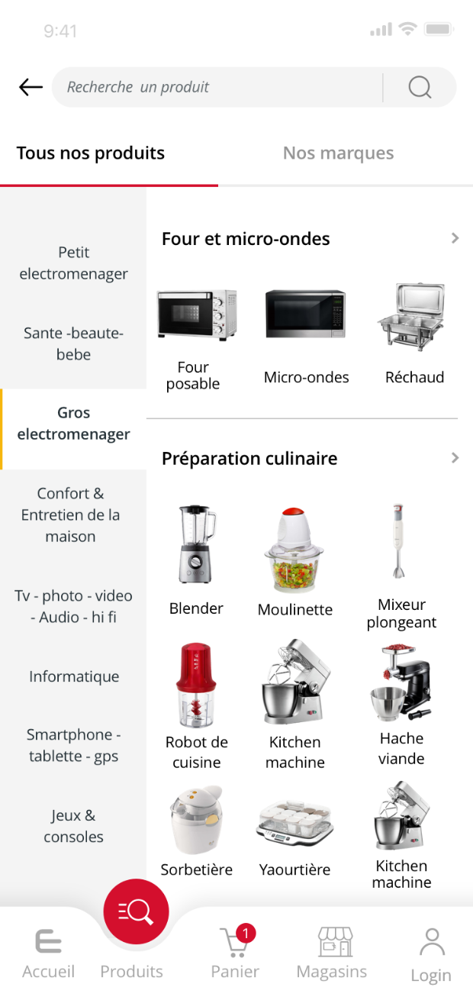 9:41
Recherche un produit
Tous nos produits
Nos marques
Petit
electromenager
Sante -beaute-
bebe
Gros
electromenager
Confort &
Entretien de la
maison
Tv - photo - video
- Audio - hi fi
Informatique
Smartphone -
tablette - gps
Jeux &
consoles
Four et micro-ondes
Four
posable
Micro-ondes
Réchaud
Préparation culinaire
Blender
Moulinette
Mixeur
plongeant
Robot de
cuisine
Kitchen
machine
Hache
viande
Sorbetière
Yaourtière
Kitchen
machine
Accueil
Produits
1
Panier
Magasins
Login